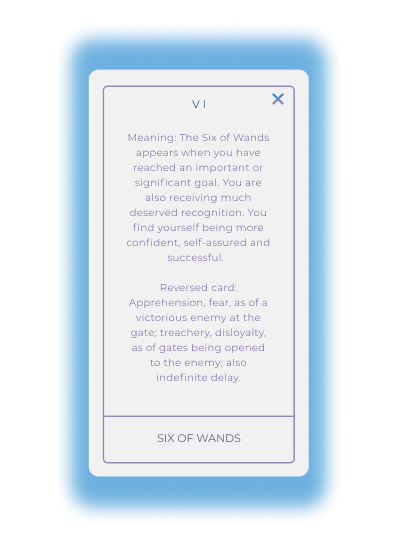 VI
Meaning: The Six of Wands
appears when you have
reached an important or
significant goal. You are
also receiving much
deserved recognition. You
find yourself being more
confident, self-assured and
successful.
Reversed card:
Apprehension, fear, as of a
victorious enemy at the
gate; treachery, disloyalty,
as of gates being opened
to the enemy; also
indefinite delay.
SIX OF WANDS